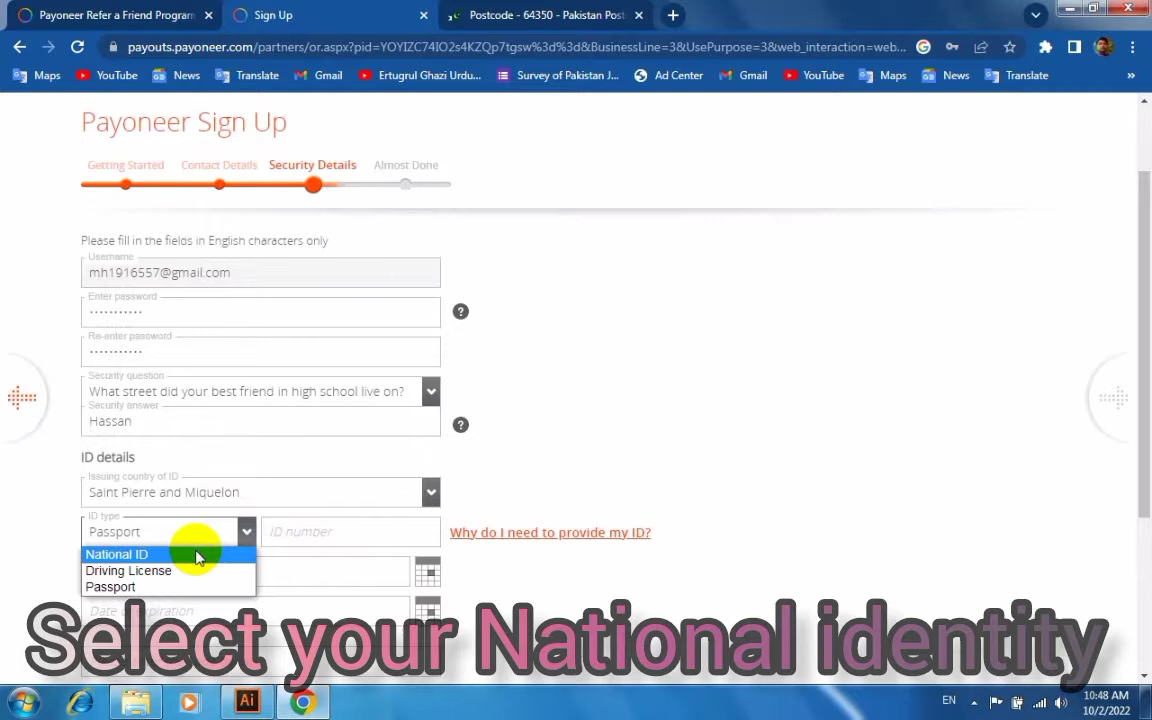 Payoneer Refer a Friend Program
Sign Up
Postcode - 64350 - Pakistan Post
payouts.payoneer.com/partners/or.aspx?pid=YOYIZC74IO2s4KZQp7tgsw%3d%3d&BusinessLine=3&UsePurpose=3&web_interaction=web...
Maps YouTube News Translate Gmail Ertugrul Ghazi Urdu... Survey of Pakistan J... Ad Center Gmail YouTube Maps News Translate »
Payoneer Sign Up
Getting Started Contact Details Security Details Almost Done
Please fill in the fields in English characters only
Username
mh1916557@gmail.com
Enter password
Re-enter password
Security question
What street did your best friend in high school live on?
Security answer
Hassan
ID details
Issuing country of ID
Saint Pierre and Miquelon
ID type
Passport ID number Why do I need to provide my ID?
National ID
Driving License
Passport
Date of expiration
Select your National identity
Ai
EN
10:48 AM
10/2/2022